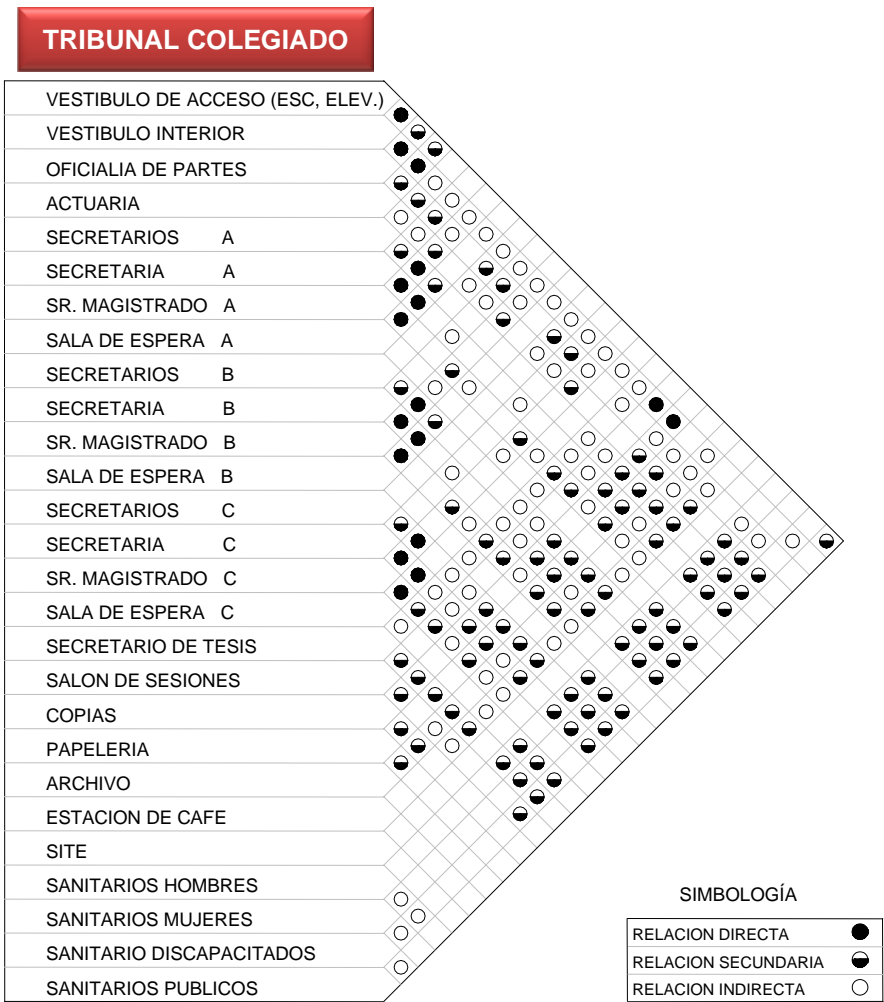 TRIBUNAL COLEGIADO
VESTIBULO DE ACCESO (ESC, ELEV.)
VESTIBULO INTERIOR
OFICIALIA DE PARTES
ACTUARIA
SECRETARIOS A
SECRETARIA A
SR. MAGISTRADO A
SALA DE ESPERA A
SECRETARIOS B
SECRETARIA B
SR. MAGISTRADO B
SALA DE ESPERA B
SECRETARIOS C
SECRETARIA C
SR. MAGISTRADO C
SALA DE ESPERA C
SECRETARIO DE TESIS
SALON DE SESIONES
COPIAS
PAPELERIA
ARCHIVO
ESTACION DE CAFE
SITE
SANITARIOS HOMBRES
SANITARIOS MUJERES
SANITARIO DISCAPACITADOS
SANITARIOS PUBLICOS
SIMBOLOGÍA
RELACION DIRECTA
RELACION SECUNDARIA
RELACION INDIRECTA